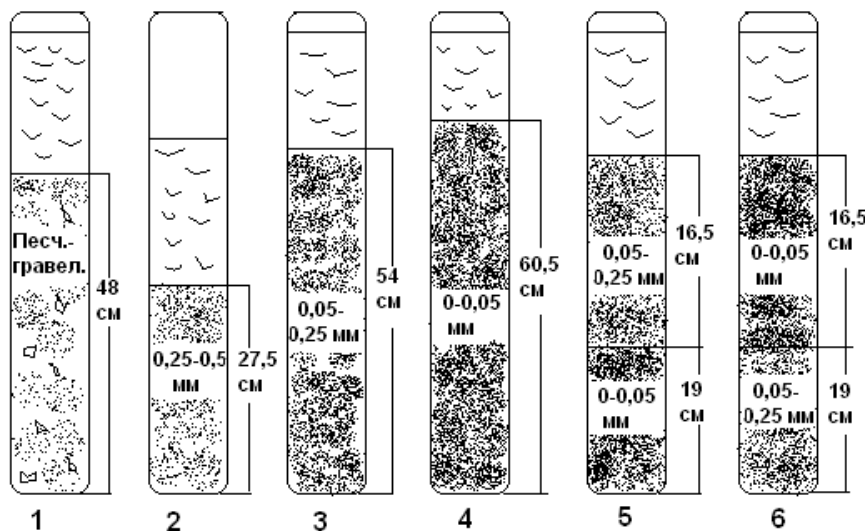 Песч.-
гравел.
48
см
1
0,25-0,5
мм
27,5
см
2
0,05-
0,25 мм
54
см
3
0-0,05
мм
60,5
см
4
0,05-
0,25 мм
16,5
см
0-0,05
мм
19
см
5
0-0,05
мм
16,5
см
0,05-
0,25 мм
19
см
6